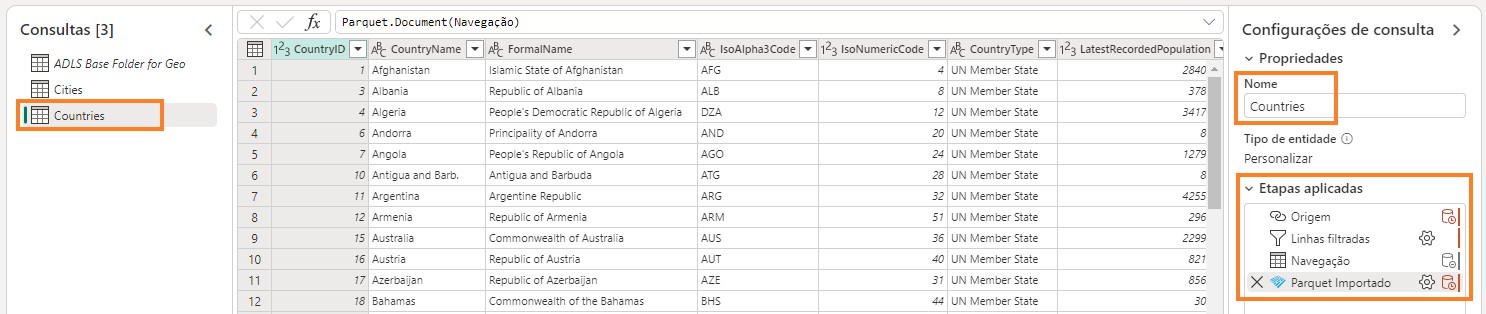 Consultas [3]
ADLS Base Folder for Geo
Cities
Countries
fx
Parquet.Document(Navegação)
1²3 CountryID ABC CountryName ABC FormalName ABC IsoAlpha3Code 1²3 IsoNumericCode ABC CountryType 1²3 LatestRecordedPopulation
1 1 Afghanistan Islamic State of Afghanistan AFG 4 UN Member State 2840
2 3 Albania Republic of Albania ALB 8 UN Member State 378
3 4 Algeria People's Democratic Republic of Algeria DZA 12 UN Member State 3417
4 6 Andorra Principality of Andorra AND 20 UN Member State 8
5 7 Angola People's Republic of Angola AGO 24 UN Member State 1279
6 10 Antigua and Barb. Antigua and Barbuda ATG 28 UN Member State 8
7 11 Argentina Argentine Republic ARG 32 UN Member State 4255
8 12 Armenia Republic of Armenia ARM 51 UN Member State 296
9 15 Australia Commonwealth of Australia AUS 36 UN Member State 2299
10 16 Austria Republic of Austria AUT 40 UN Member State 821
11 17 Azerbaijan Republic of Azerbaijan AZE 31 UN Member State 856
12 18 Bahamas Commonwealth of the Bahamas BHS 44 UN Member State 30
Configurações de consulta
Propriedades
Nome
Countries
Tipo de entidade
Personalizar
Etapas aplicadas
Origem
Linhas filtradas
Navegação
Parquet Importado